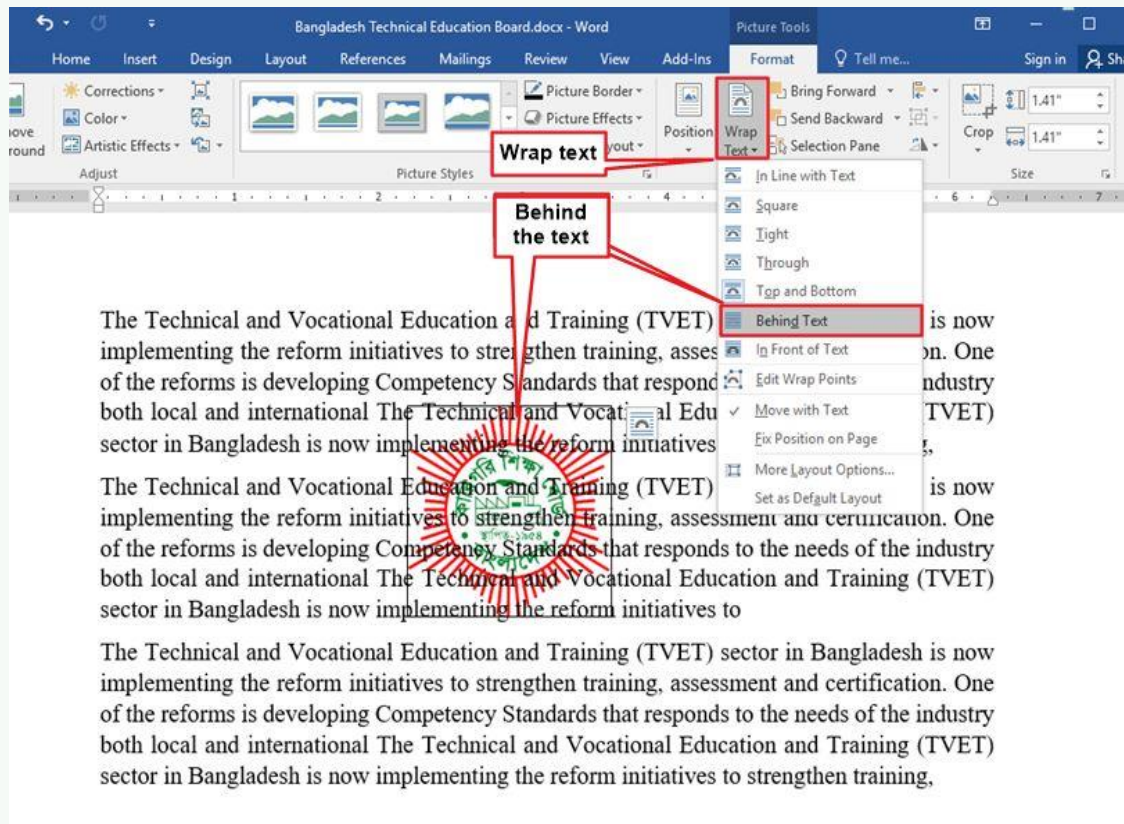 Bangladesh Technical Education Board.docx - Word
Picture Tools
Home Insert Design Layout References Mailings Review View Add-Ins Format Tell me... Sign in Sh
Corrections
Color
Artistic Effects
Adjust
Picture Styles
Picture Border
Picture Effects
Position
Wrap Text
Bring Forward
Send Backward
Selection Pane
Crop
1.41"
1.41"
Size
Wrap text
Behind
the text
In Line with Text
Square
Tight
Through
Top and Bottom
Behind Text
In Front of Text
Edit Wrap Points
Move with Text
Fix Position on Page
More Layout Options...
Set as Default Layout
1 2 4 6 7
The Technical and Vocational Education and Training (TVET) is now
implementing the reform initiatives to strengthen training, asses on. One
of the reforms is developing Competency Standards that respond ndustry
both local and international The Technical and Vocational Edu TVET)
sector in Bangladesh is now implementing the reform initiatives g,
The Technical and Vocational Education and Training (TVET) is now
implementing the reform initiatives to strengthen training, assessment and certification. One
of the reforms is developing Competency Standards that responds to the needs of the industry
both local and international The Technical and Vocational Education and Training (TVET)
sector in Bangladesh is now implementing the reform initiatives to
কারিগরি শিক্ষা বোর্ড
বাংলাদেশ
The Technical and Vocational Education and Training (TVET) sector in Bangladesh is now
implementing the reform initiatives to strengthen training, assessment and certification. One
of the reforms is developing Competency Standards that responds to the needs of the industry
both local and international The Technical and Vocational Education and Training (TVET)
sector in Bangladesh is now implementing the reform initiatives to strengthen training,